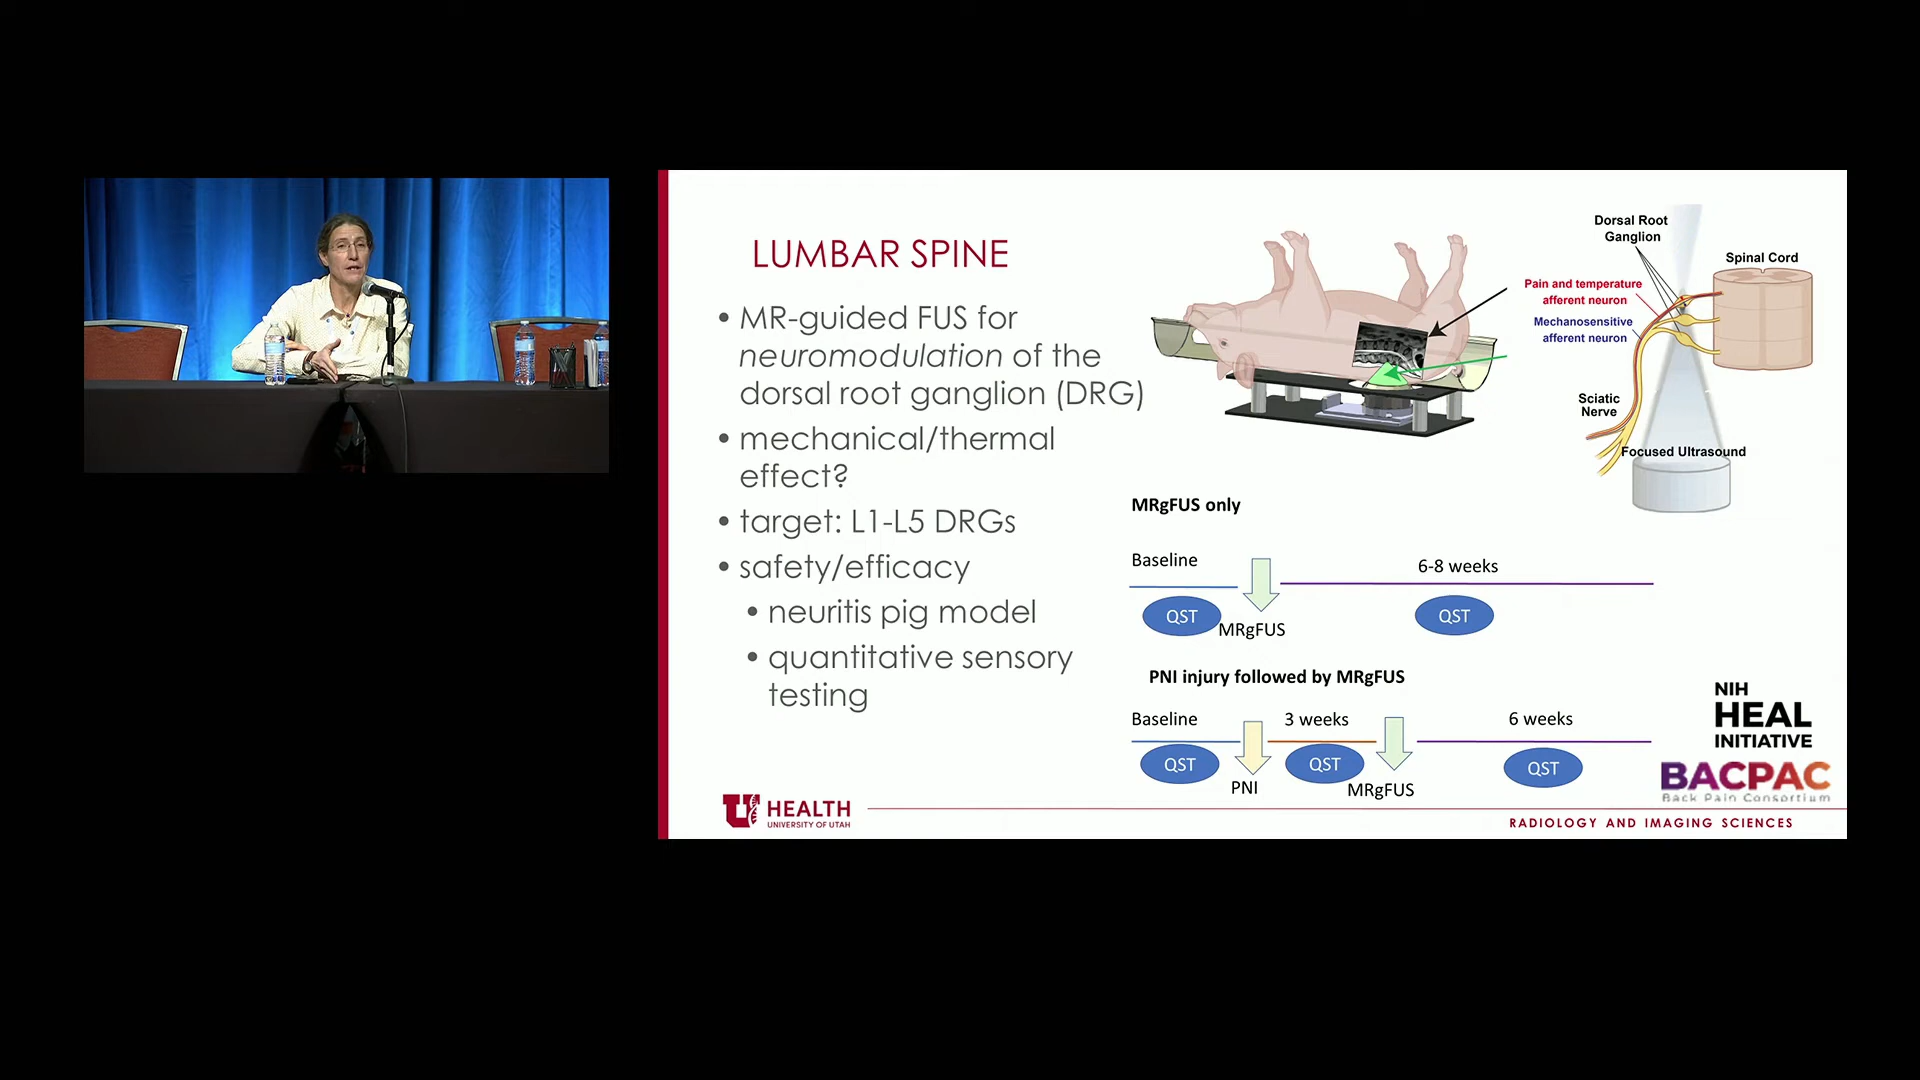 LUMBAR SPINE
• MR-guided FUS for
neuromodulation of the
dorsal root ganglion (DRG)
• mechanical/thermal
effect?
• target: L1-L5 DRGs
• safety/efficacy
• neuritis pig model
• quantitative sensory
testing
Dorsal Root
Ganglion
Spinal Cord
Pain and temperature
afferent neuron
Mechanosensitive
afferent neuron
Sciatic
Nerve
Focused Ultrasound
MRgFUS only
Baseline
6-8 weeks
QST
MRgFUS
QST
PNI injury followed by MRgFUS
Baseline
3 weeks
6 weeks
QST
PNI
QST
MRgFUS
QST
NIH
HEAL
INITIATIVE
BACPAC
Back Pain Consortium
U HEALTH
UNIVERSITY OF UTAH
RADIOLOGY AND IMAGING SCIENCES